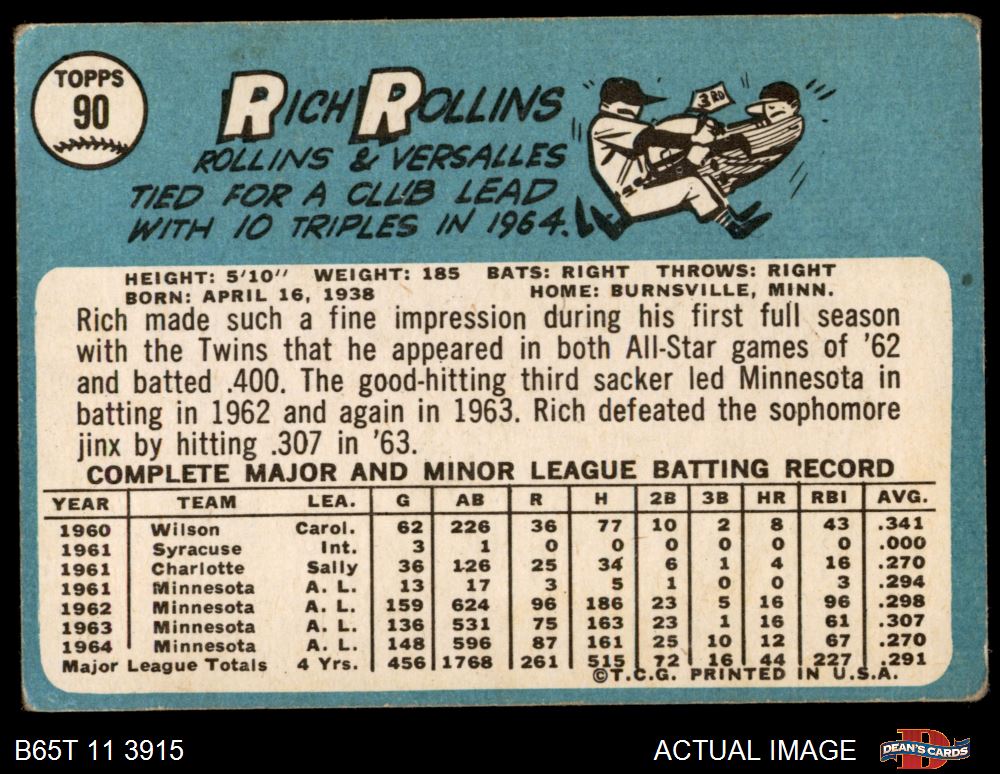 TOPPS
90
RICH ROLLINS
ROLLINS & VERSALLES
TIED FOR A CLUB LEAD
WITH 10 TRIPLES IN 1964.
3RD
HEIGHT: 5'10" WEIGHT: 185 BATS: RIGHT THROWS: RIGHT
BORN: APRIL 16, 1938 HOME: BURNSVILLE, MINN.
Rich made such a fine impression during his first full season
with the Twins that he appeared in both All-Star games of '62
and batted .400. The good-hitting third sacker led Minnesota in
batting in 1962 and again in 1963. Rich defeated the sophomore
jinx by hitting .307 in '63.
COMPLETE MAJOR AND MINOR LEAGUE BATTING RECORD
YEAR TEAM LEA. G AB R H 2B 3B HR RBI AVG.
1960 Wilson Carol. 62 226 36 77 10 2 8 43 .341
1961 Syracuse Int. 3 1 0 0 0 0 0 0 .000
1961 Charlotte Sally 36 126 25 34 6 1 4 16 .270
1961 Minnesota A. L. 13 17 3 5 1 0 0 3 .294
1962 Minnesota A. L. 159 624 96 186 23 5 16 96 .298
1963 Minnesota A. L. 136 531 75 163 23 1 16 61 .307
1964 Minnesota A. L. 148 596 87 161 25 10 12 67 .270
Major League Totals 4 Yrs. 456 1768 261 515 72 16 44 227 .291
©T.C.G. PRINTED IN U.S.A.
B65T 11 3915
ACTUAL IMAGE
B
DEAN'S CARDS